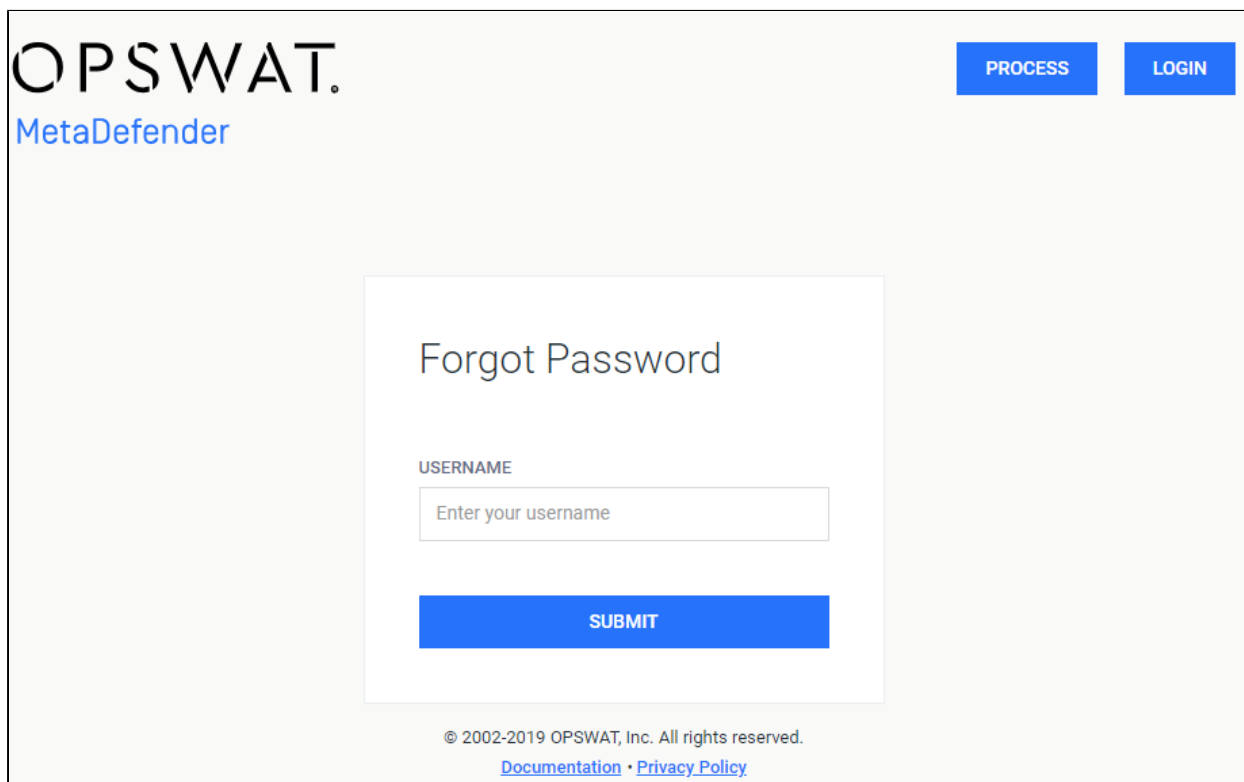 OPSWAT.
PROCESS
LOGIN
MetaDefender
Forgot Password
USERNAME
Enter your username
SUBMIT
© 2002-2019 OPSWAT, Inc. All rights reserved.
Documentation • Privacy Policy